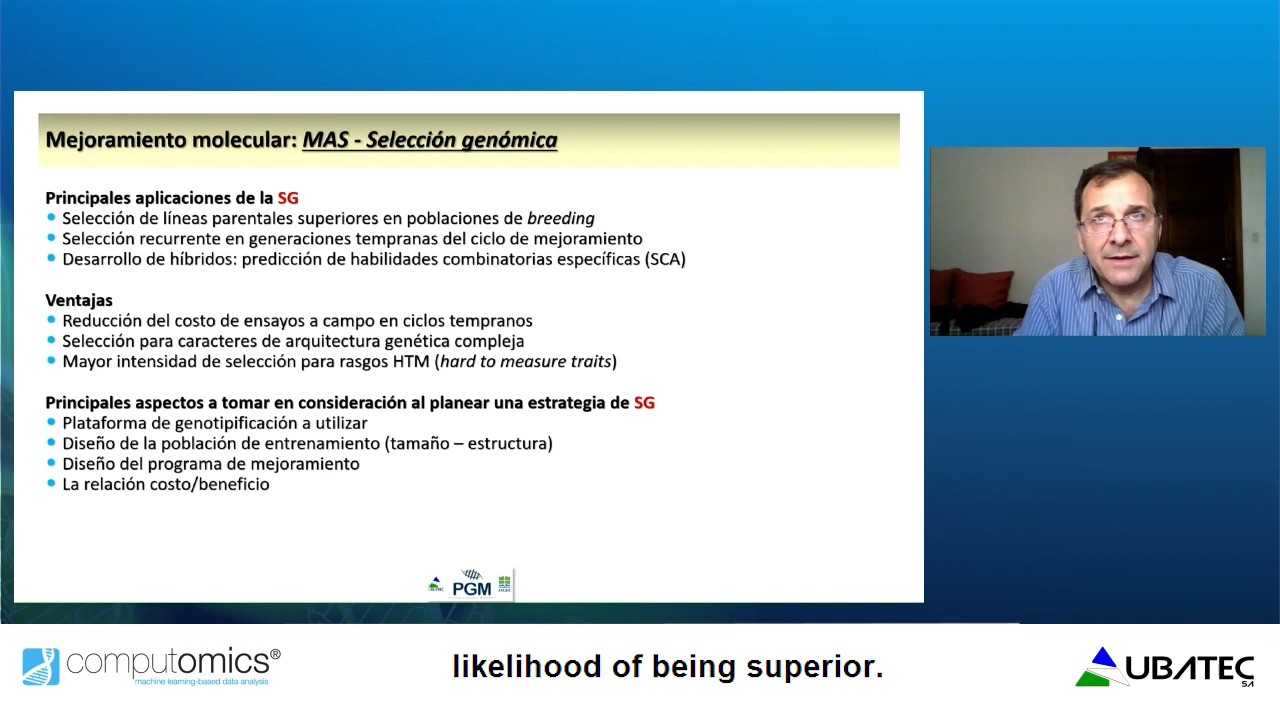 Mejoramiento molecular: MAS - Selección genómica
Principales aplicaciones de la SG
Selección de líneas parentales superiores en poblaciones de breeding
Selección recurrente en generaciones tempranas del ciclo de mejoramiento
Desarrollo de híbridos: predicción de habilidades combinatorias específicas (SCA)
Ventajas
Reducción del costo de ensayos a campo en ciclos tempranos
Selección para caracteres de arquitectura genética compleja
Mayor intensidad de selección para rasgos HTM (hard to measure traits)
Principales aspectos a tomar en consideración al planear una estrategia de SG
Plataforma de genotipificación a utilizar
Diseño de la población de entrenamiento (tamaño – estructura)
Diseño del programa de mejoramiento
La relación costo/beneficio
UBATEC PGM
computomics®
machine learning-based data analysis
likelihood of being superior.
UBATEC
SA